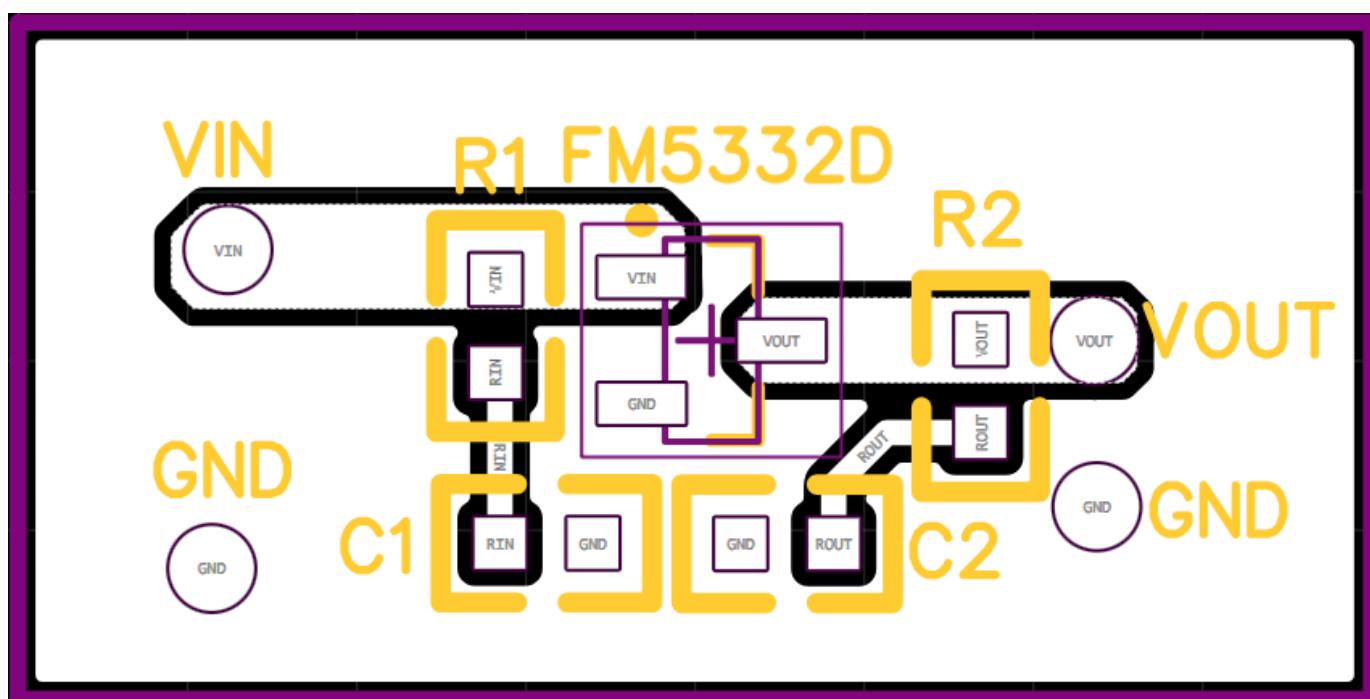 VIN
R1
FM5332D
R2
VIN
VIN
VIN
VOUT
VOUT
VOUT
VOUT
RIN
GND
ROUT
ROUT
RIN
GND
GND
GND
C1
RIN
GND
GND
ROUT
C2
GND